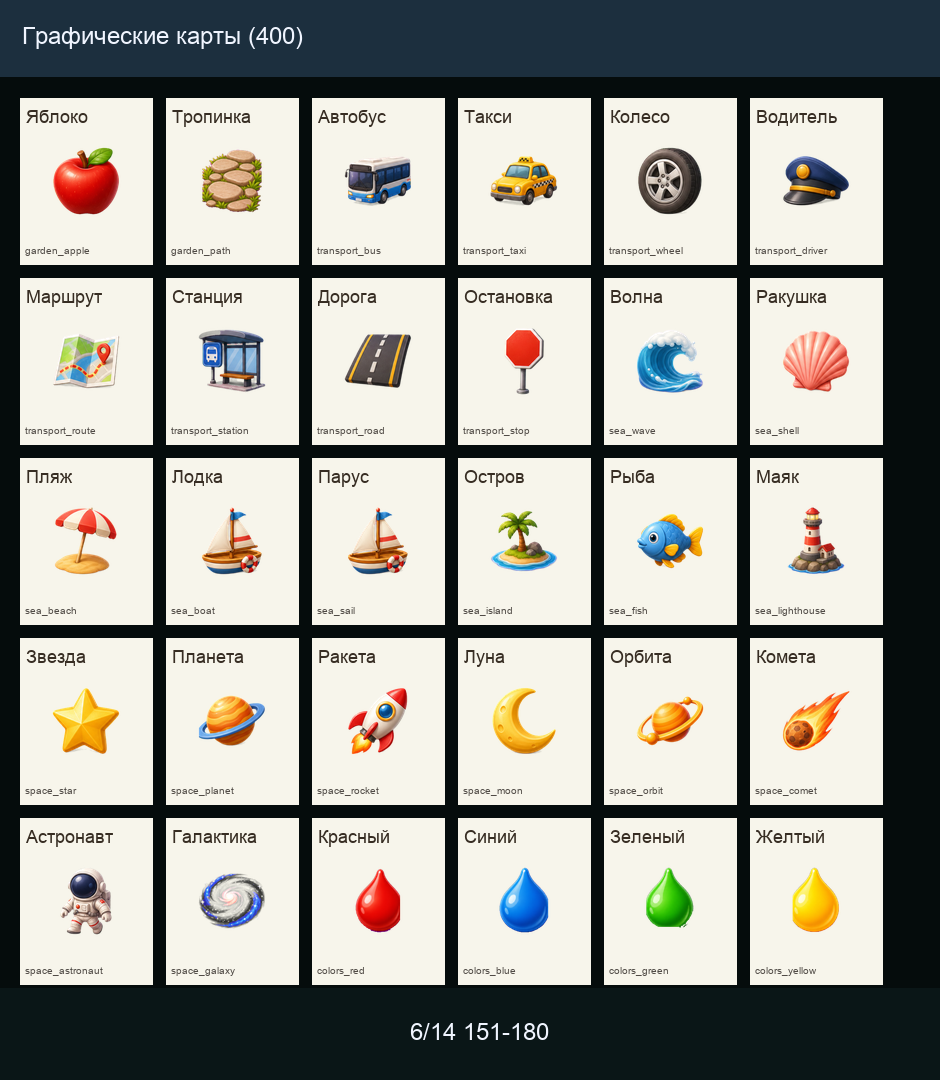 Графические карты (400)
Яблоко
garden_apple
Тропинка
garden_path
Автобус
transport_bus
Такси
transport_taxi
Колесо
transport_wheel
Водитель
transport_driver
Маршрут
transport_route
Станция
transport_station
Дорога
transport_road
Остановка
transport_stop
Волна
sea_wave
Ракушка
sea_shell
Пляж
sea_beach
Лодка
sea_boat
Парус
sea_sail
Остров
sea_island
Рыба
sea_fish
Маяк
sea_lighthouse
Звезда
space_star
Планета
space_planet
Ракета
space_rocket
Луна
space_moon
Орбита
space_orbit
Комета
space_comet
Астронавт
space_astronaut
Галактика
space_galaxy
Красный
colors_red
Синий
colors_blue
Зеленый
colors_green
Желтый
colors_yellow
6/14 151-180